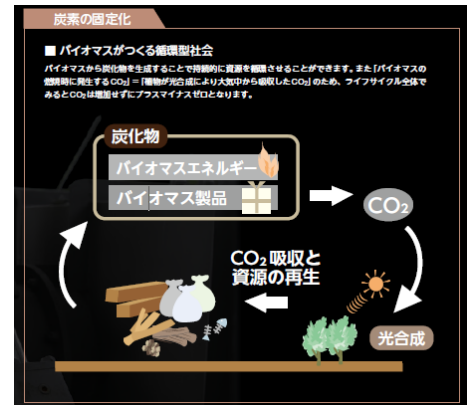 炭素の固定化
■ バイオマスがつくる循環型社会
バイオマスから炭化物を生成することで持続的に資源を循環させることができます。また「バイオマスの
燃焼時に発生するCO₂」=「植物が光合成により大気中から吸収したCO₂」のため、ライフサイクル全体で
みるとCO₂は増加せずにプラスマイナスゼロとなります。
炭化物
バイオマスエネルギー
バイオマス製品
CO₂
CO₂吸収と
資源の再生
光合成